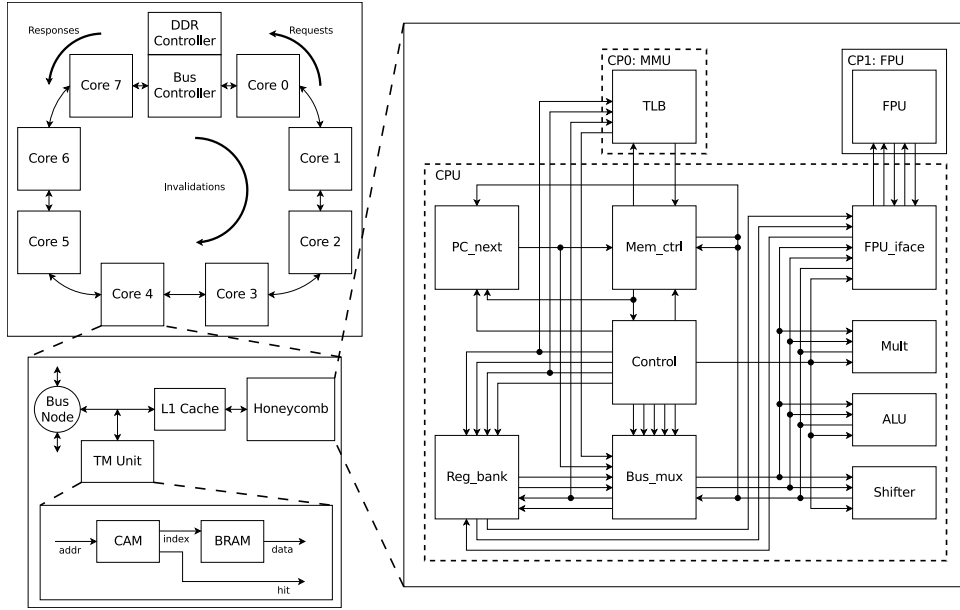 Responses
DDR
Controller
Requests
Core 7
Bus
Controller
Core 0
Core 6
Core 1
Invalidations
Core 5
Core 2
Core 4
Core 3
Bus
Node
L1 Cache
Honeycomb
TM Unit
CAM
BRAM
addr
index
data
hit
CP0: MMU
TLB
CP1: FPU
FPU
CPU
PC_next
Mem_ctrl
FPU_iface
Control
Mult
ALU
Reg_bank
Bus_mux
Shifter